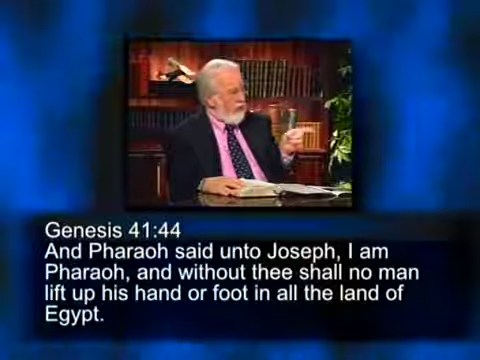 Genesis 41:44
And Pharaoh said unto Joseph, I am
Pharaoh, and without thee shall no man
lift up his hand or foot in all the land of
Egypt.